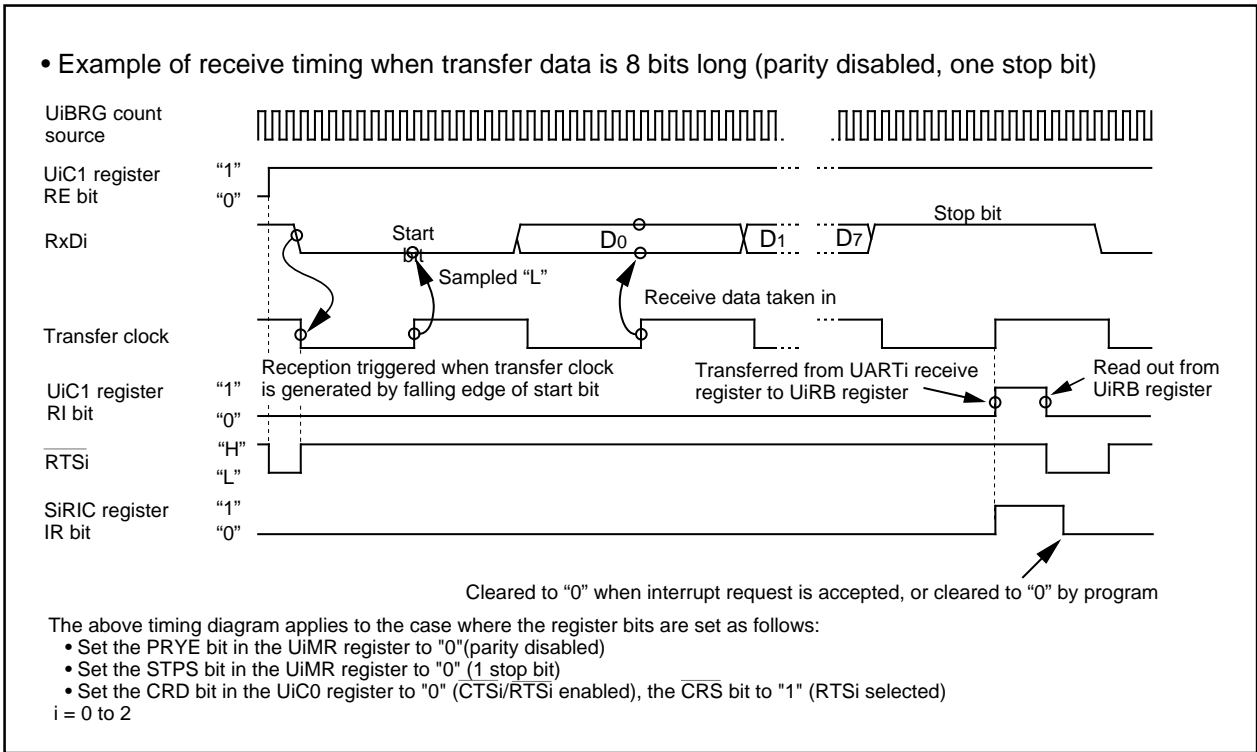 • Example of receive timing when transfer data is 8 bits long (parity disabled, one stop bit)
UiBRG count
source
UiC1 register
RE bit
“1”
“0”
RxDi
Start
bit
D0
D1
D7
Stop bit
Sampled “L”
Receive data taken in
Transfer clock
Reception triggered when transfer clock
is generated by falling edge of start bit
Transferred from UARTi receive
register to UiRB register
Read out from
UiRB register
UiC1 register
RI bit
“1”
“0”
RTSi
“H”
“L”
SiRIC register
IR bit
“1”
“0”
Cleared to “0” when interrupt request is accepted, or cleared to “0” by program
The above timing diagram applies to the case where the register bits are set as follows:
• Set the PRYE bit in the UiMR register to "0"(parity disabled)
• Set the STPS bit in the UiMR register to "0" (1 stop bit)
• Set the CRD bit in the UiC0 register to "0" (CTSi/RTSi enabled), the CRS bit to "1" (RTSi selected)
i = 0 to 2